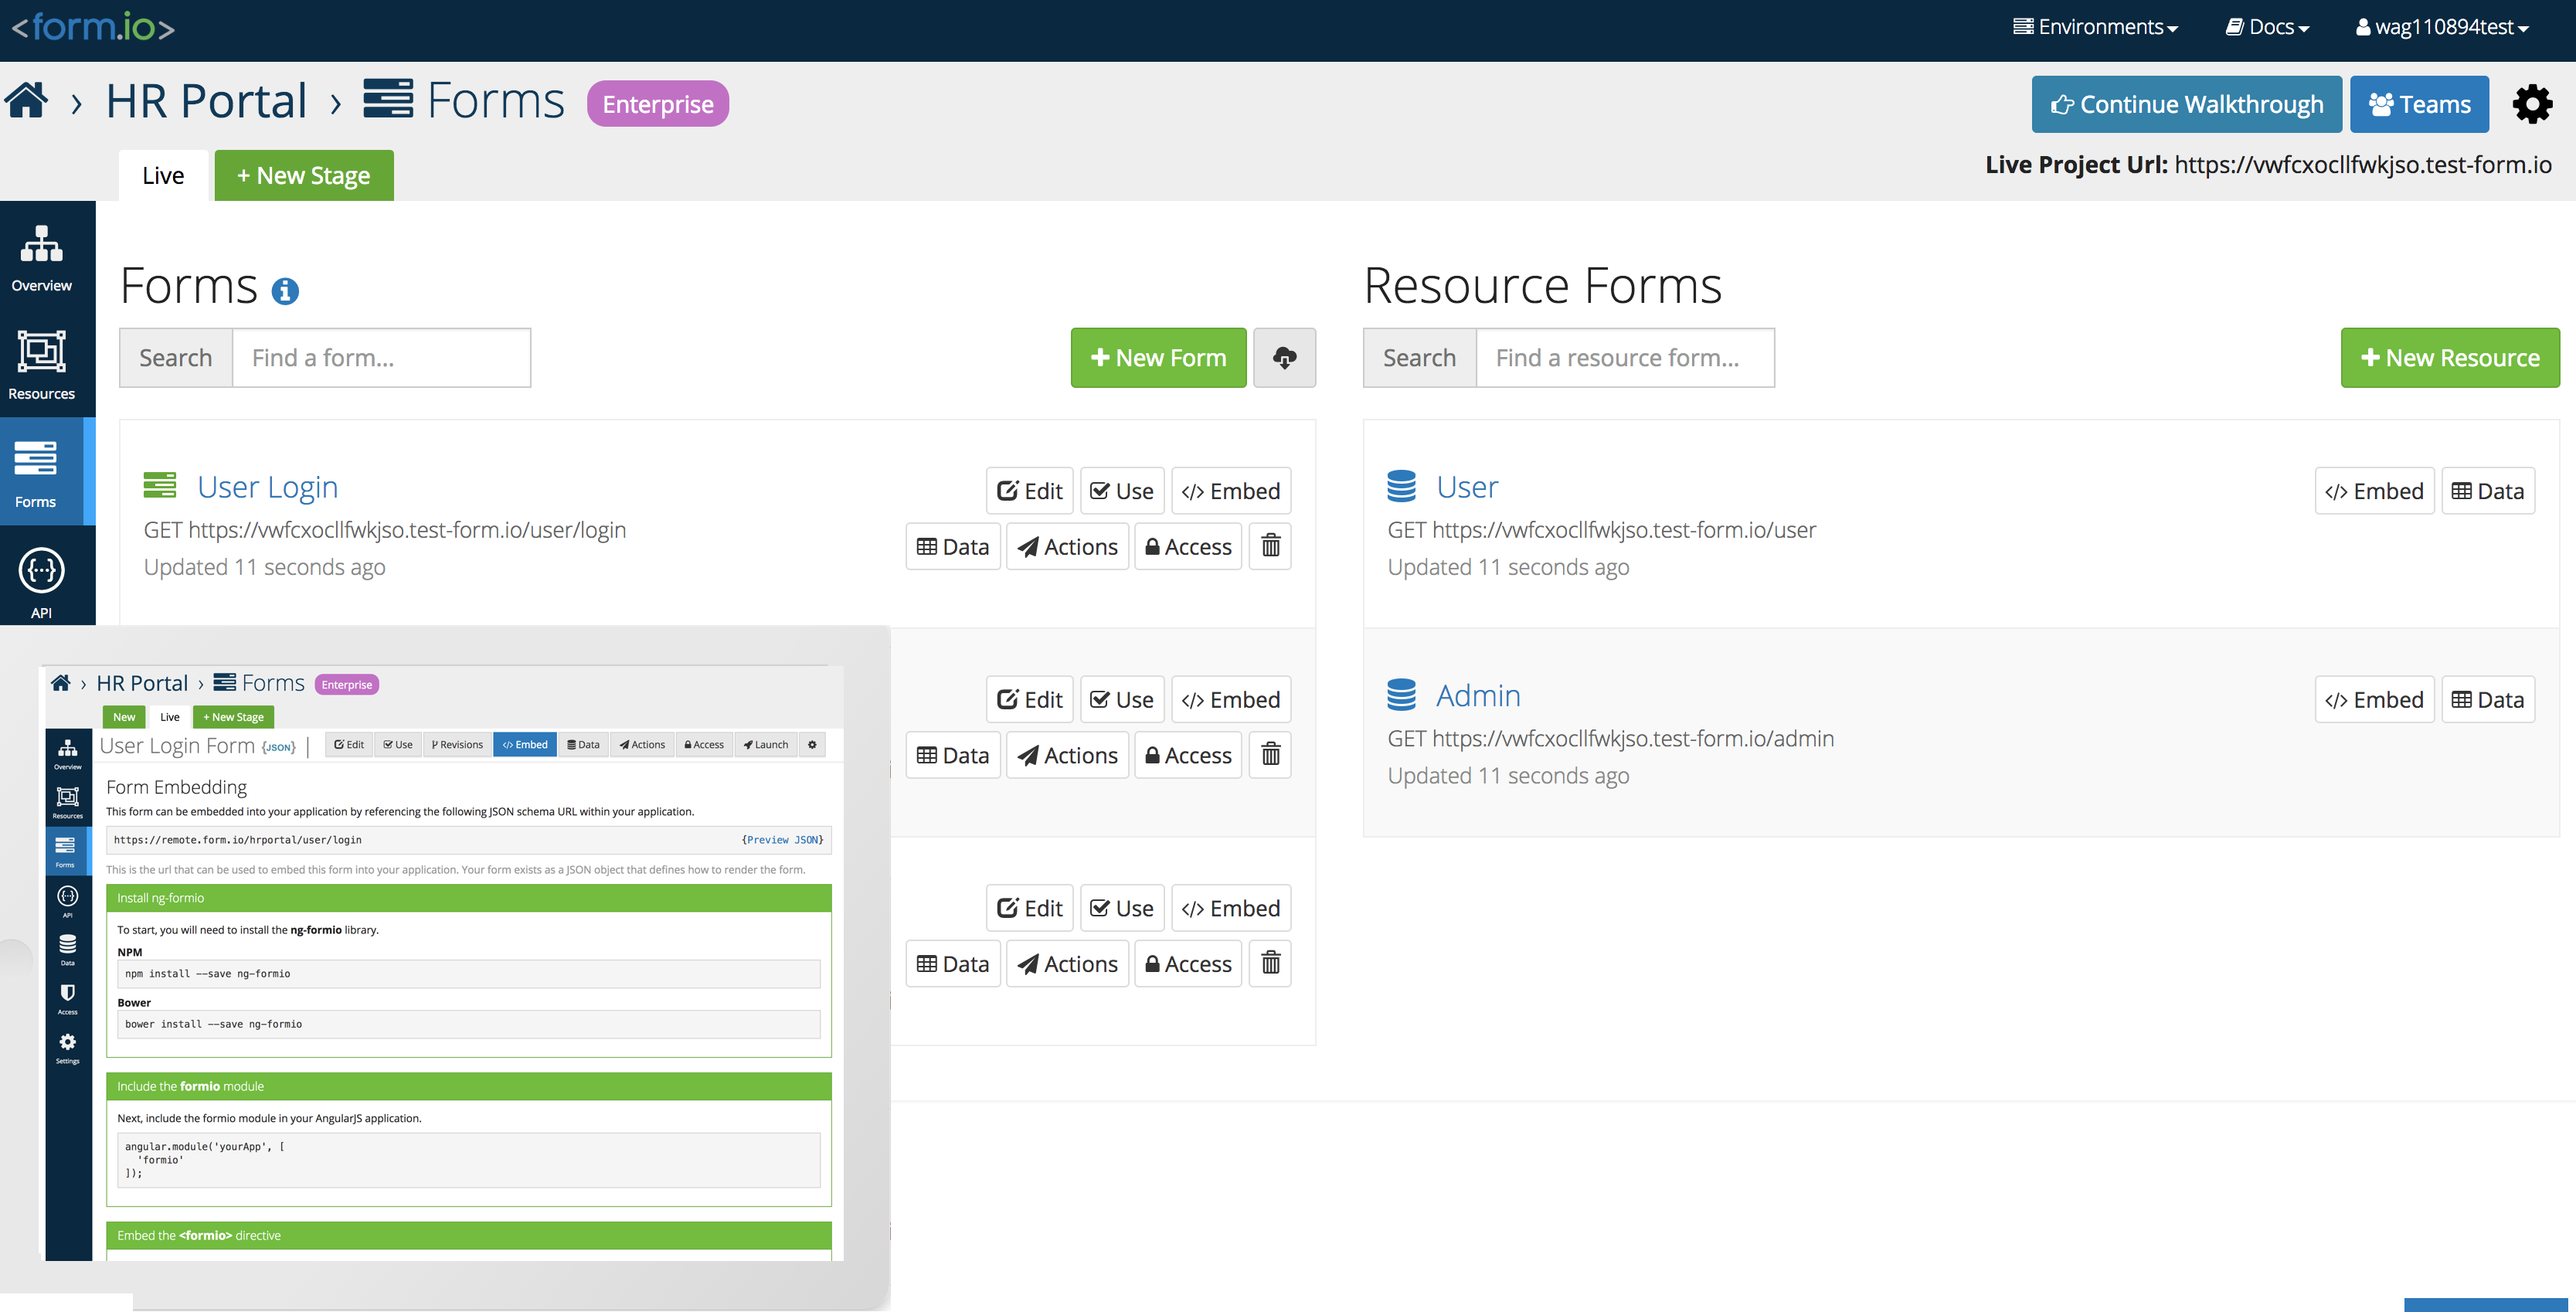 <form.io>
Environments
Docs
wag110894test
HR Portal › Forms Enterprise
Continue Walkthrough
Teams
Live
+ New Stage
Live Project Url: https://vwfcxocllfwkjso.test-form.io
Overview
Resources
Forms
API
Forms
Search Find a form...
New Form
User Login
GET https://vwfcxocllfwkjso.test-form.io/user/login
Updated 11 seconds ago
Edit Use </> Embed
Data Actions Access
Edit Use </> Embed
Data Actions Access
Edit Use </> Embed
Data Actions Access
Resource Forms
Search Find a resource form...
New Resource
User
GET https://vwfcxocllfwkjso.test-form.io/user
Updated 11 seconds ago
</> Embed Data
Admin
GET https://vwfcxocllfwkjso.test-form.io/admin
Updated 11 seconds ago
</> Embed Data
HR Portal › Forms Enterprise
New Live + New Stage
Overview
Resources
Forms
API
Data
Access
Settings
User Login Form {JSON} | Edit Use Revisions </> Embed Data Actions Access Launch
Form Embedding
This form can be embedded into your application by referencing the following JSON schema URL within your application.
https://remote.form.io/hrportal/user/login {Preview JSON}
This is the url that can be used to embed this form into your application. Your form exists as a JSON object that defines how to render the form.
Install ng-formio
To start, you will need to install the ng-formio library.
NPM
npm install --save ng-formio
Bower
bower install --save ng-formio
Include the formio module
Next, include the formio module in your AngularJS application.
angular.module('yourApp', [
'formio'
]);
Embed the <formio> directive